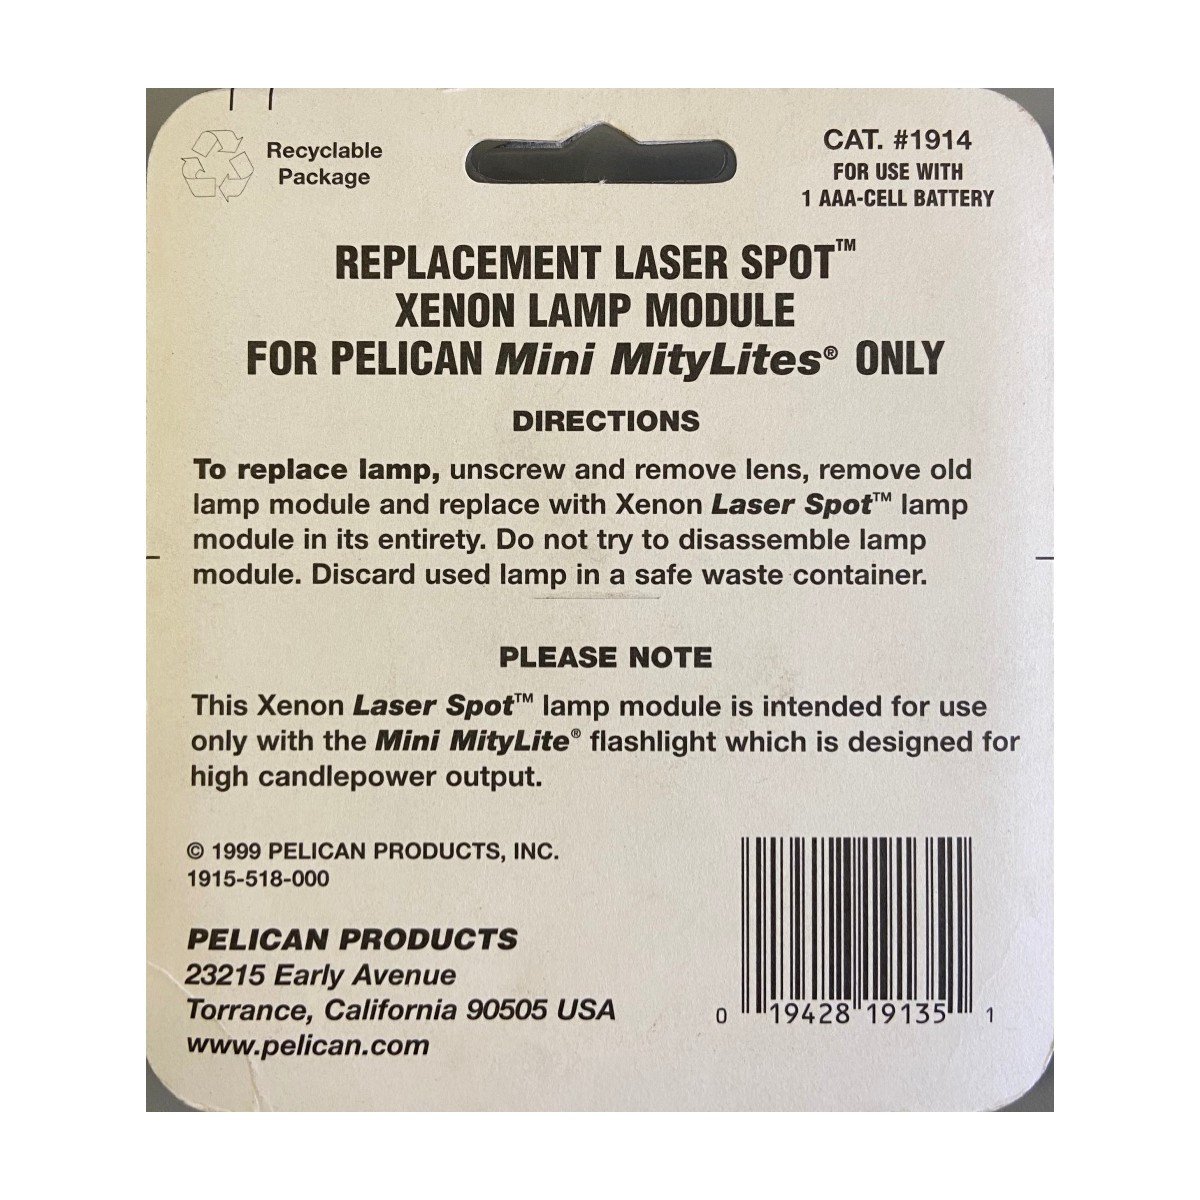 Recyclable
Package
CAT. #1914
FOR USE WITH
1 AAA-CELL BATTERY
REPLACEMENT LASER SPOT™
XENON LAMP MODULE
FOR PELICAN Mini MityLites® ONLY
DIRECTIONS
To replace lamp, unscrew and remove lens, remove old
lamp module and replace with Xenon Laser Spot™ lamp
module in its entirety. Do not try to disassemble lamp
module. Discard used lamp in a safe waste container.
PLEASE NOTE
This Xenon Laser Spot™ lamp module is intended for use
only with the Mini MityLite® flashlight which is designed for
high candlepower output.
© 1999 PELICAN PRODUCTS, INC.
1915-518-000
PELICAN PRODUCTS
23215 Early Avenue
Torrance, California 90505 USA
www.pelican.com
0 19428 19135 1